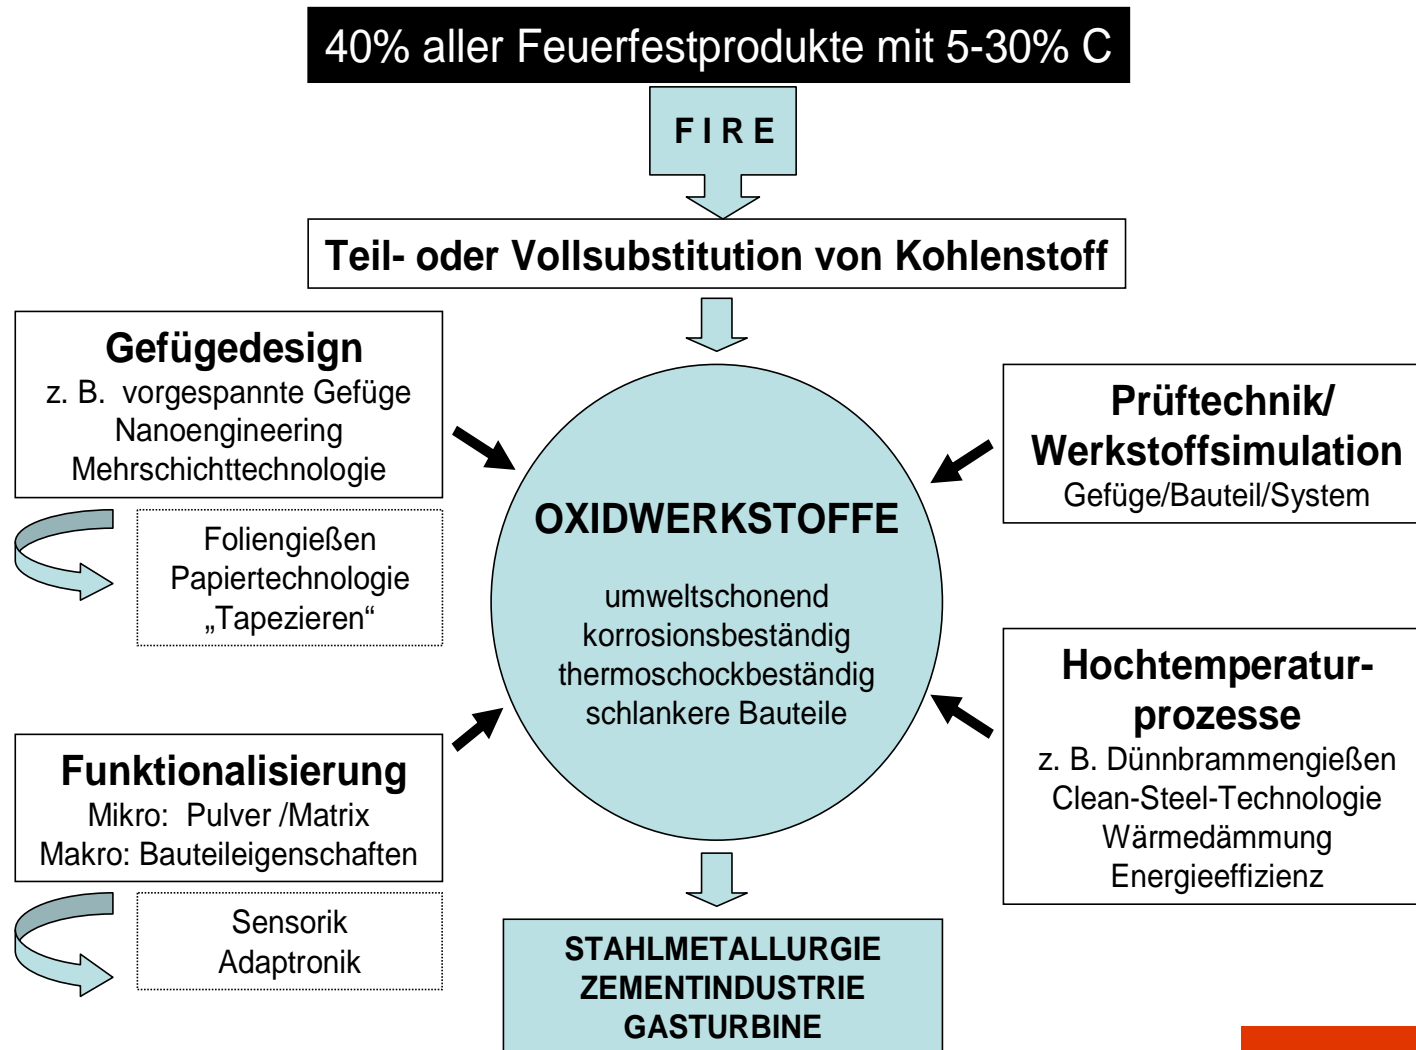 40% aller Feuerfestprodukte mit 5-30% C
F I R E
Teil- oder Vollsubstitution von Kohlenstoff
Gefügedesign
z. B. vorgespannte Gefüge
Nanoengineering
Mehrschichttechnologie
Foliengießen
Papiertechnologie
„Tapezieren“
Funktionalisierung
Mikro: Pulver /Matrix
Makro: Bauteileigenschaften
Sensorik
Adaptronik
OXIDWERKSTOFFE
umweltschonend
korrosionsbeständig
thermoschockbeständig
schlankere Bauteile
Prüftechnik/
Werkstoffsimulation
Gefüge/Bauteil/System
Hochtemperatur-
prozesse
z. B. Dünnbrammengießen
Clean-Steel-Technologie
Wärmedämmung
Energieeffizienz
STAHLMETALLURGIE
ZEMENTINDUSTRIE
GASTURBINE